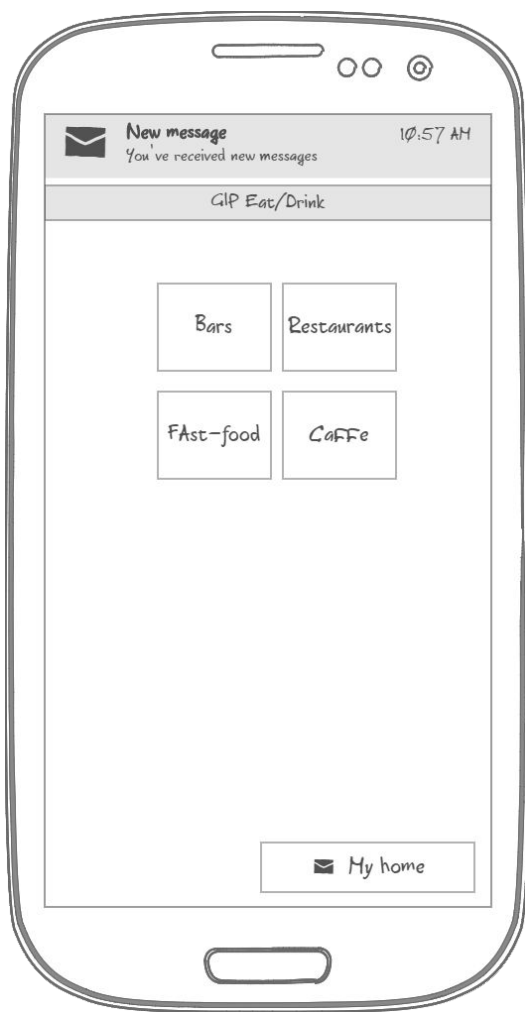 New message
10:57 AM
You've received new messages
GIP Eat/Drink
Bars
Restaurants
FAst-food
CaFFe
My home